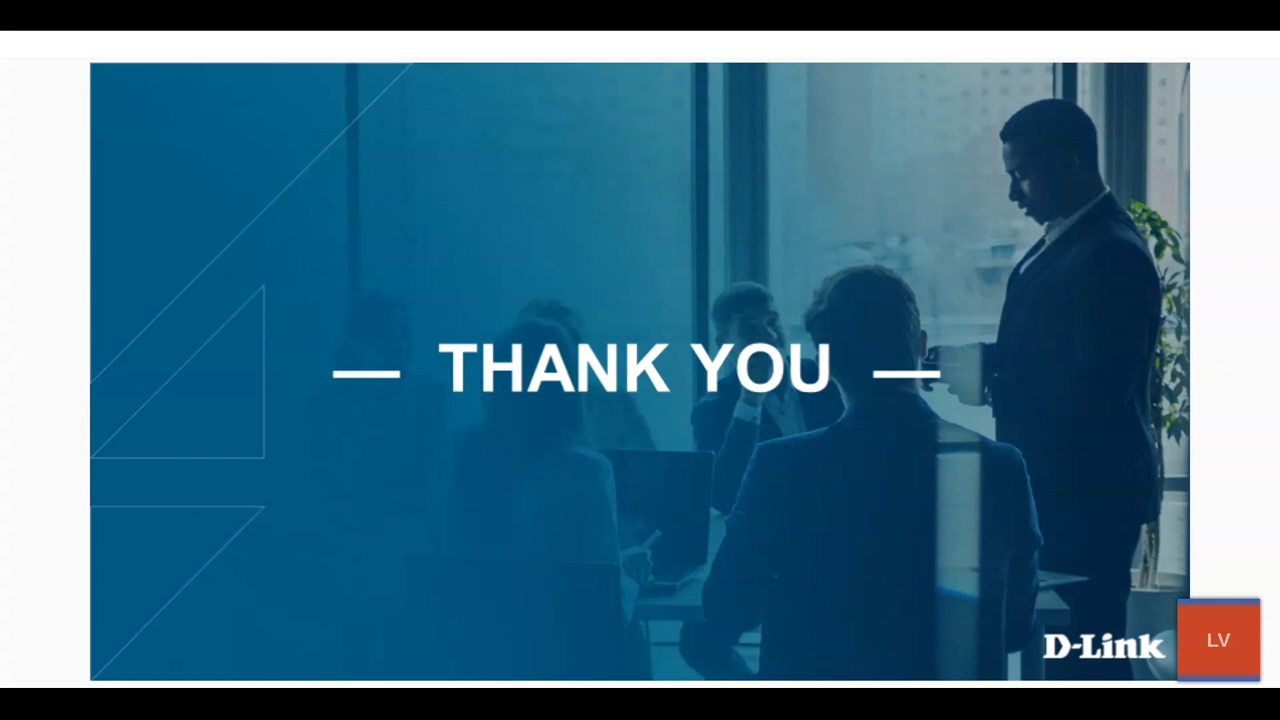 — THANK YOU —
D-Link
LV